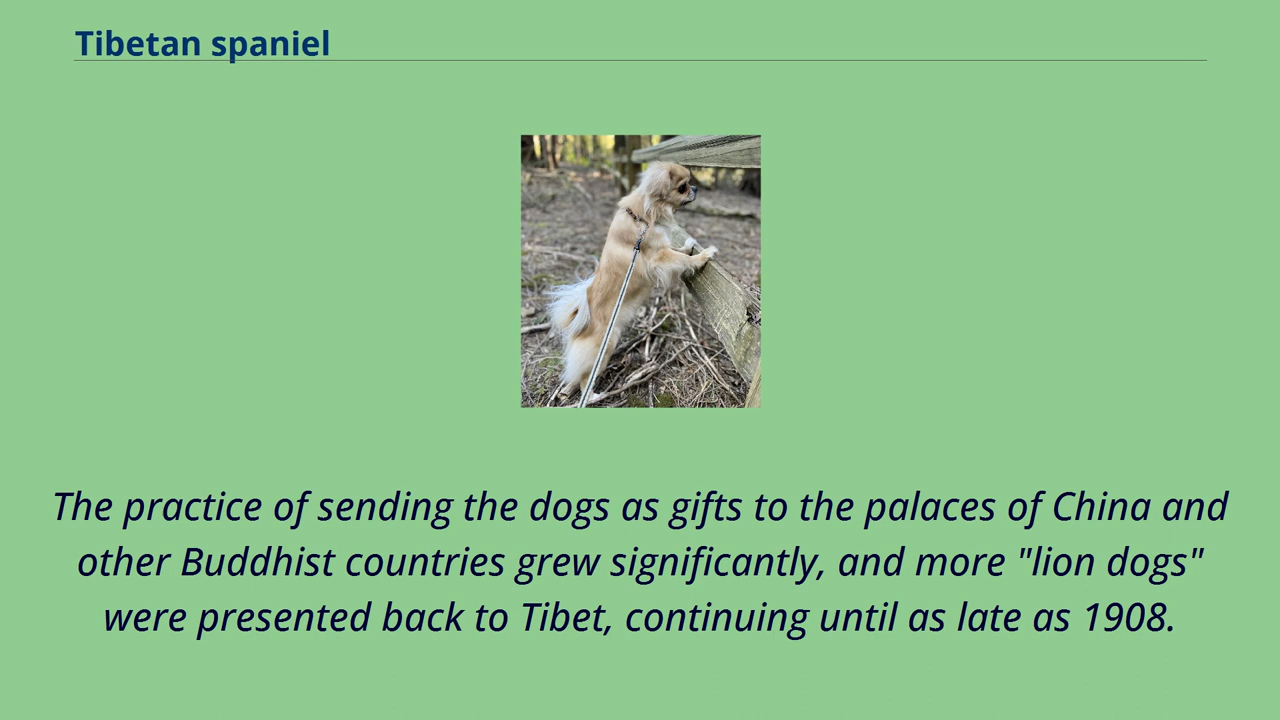 Tibetan spaniel
The practice of sending the dogs as gifts to the palaces of China and
other Buddhist countries grew significantly, and more "lion dogs"
were presented back to Tibet, continuing until as late as 1908.